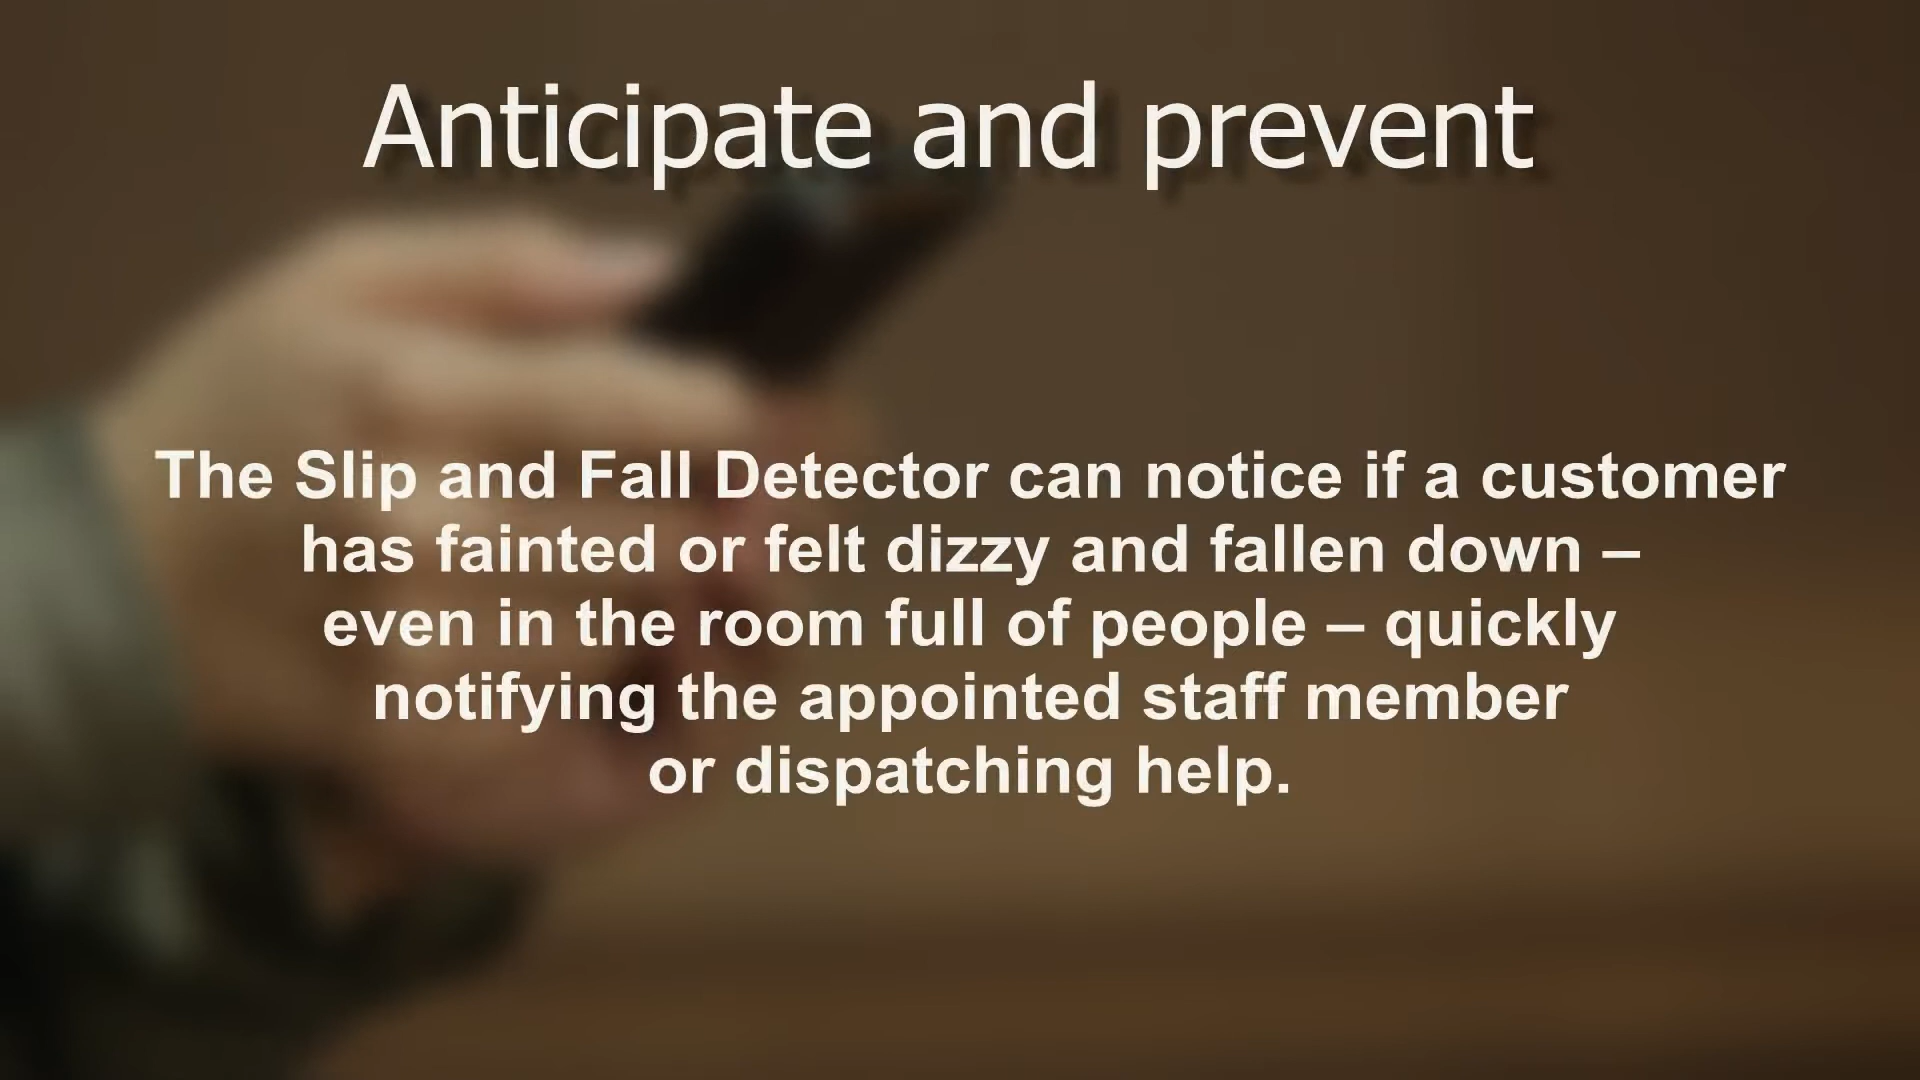 Anticipate and prevent
The Slip and Fall Detector can notice if a customer
has fainted or felt dizzy and fallen down –
even in the room full of people – quickly
notifying the appointed staff member
or dispatching help.